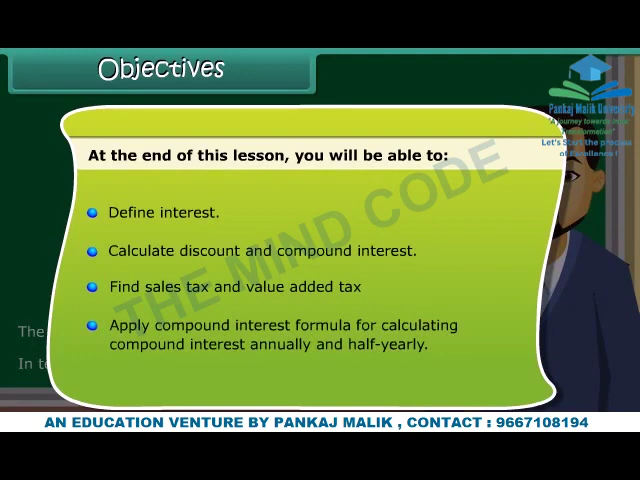 Objectives
Pankaj Malik University
"A journey towards
Transformation"
Let's Start the process
of Excellence !
At the end of this lesson, you will be able to:
Define interest.
Calculate discount and compound interest.
Find sales tax and value added tax
Apply compound interest formula for calculating
compound interest annually and half-yearly.
THE MIND CODE
The
In
AN EDUCATION VENTURE BY PANKAJ MALIK , CONTACT : 9667108194